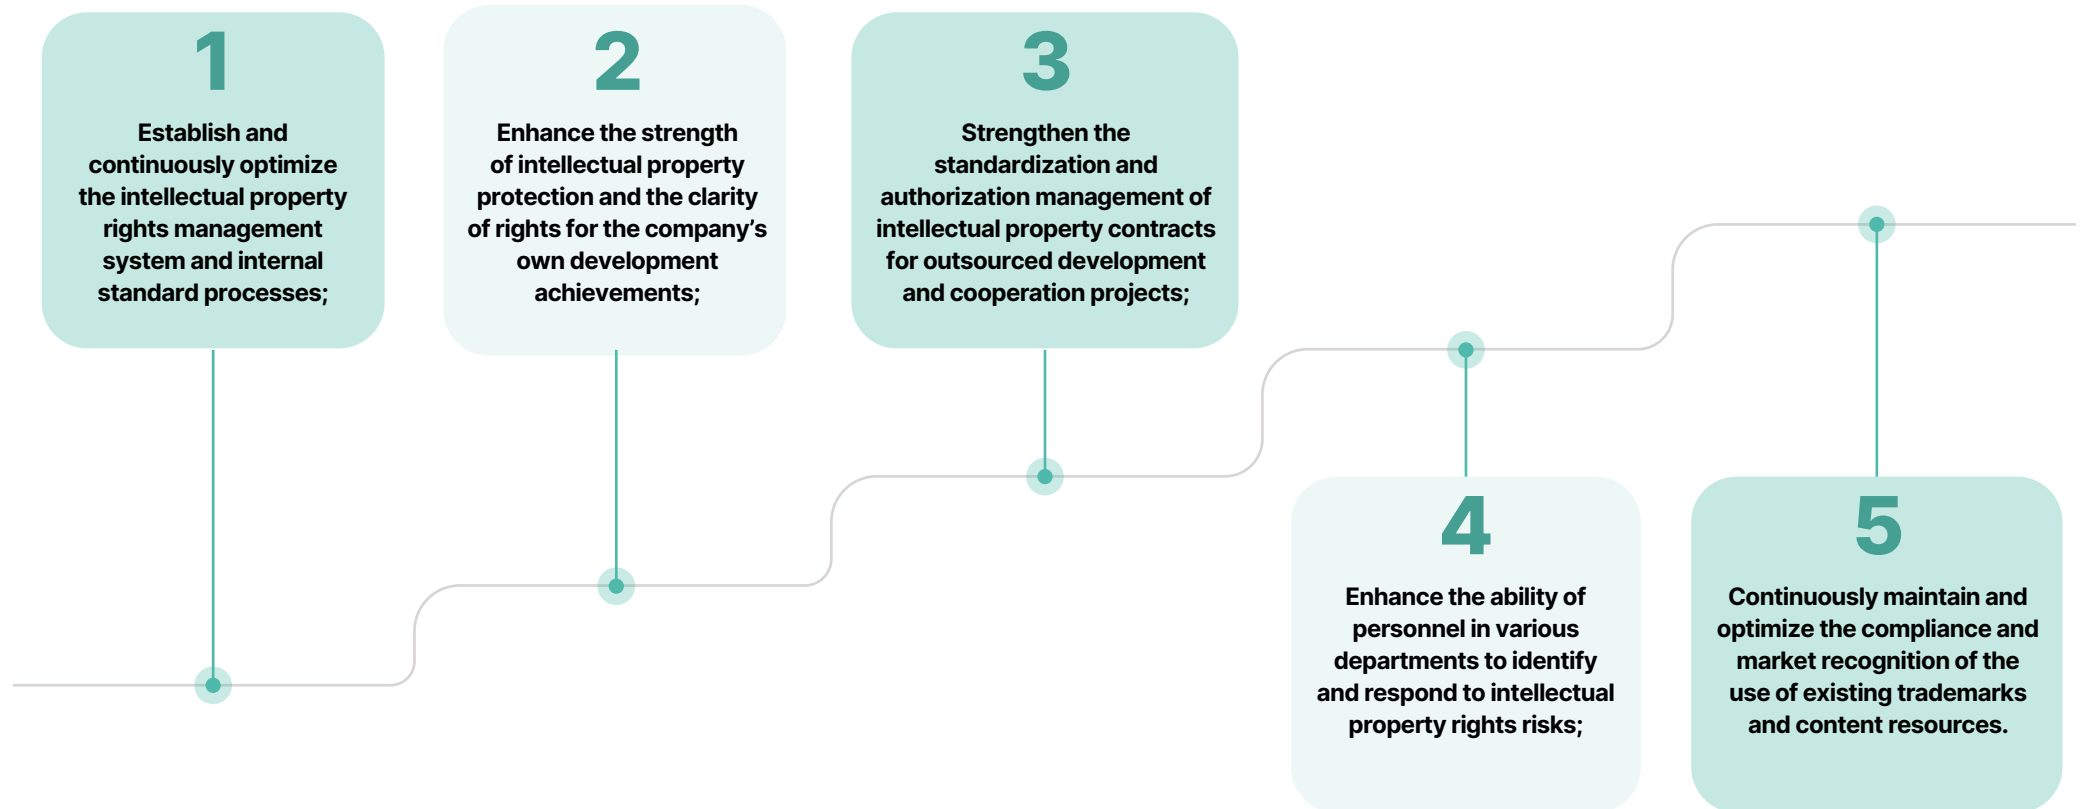 1
Establish and
continuously optimize
the intellectual property
rights management
system and internal
standard processes;
2
Enhance the strength
of intellectual property
protection and the clarity
of rights for the company’s
own development
achievements;
3
Strengthen the
standardization and
authorization management of
intellectual property contracts
for outsourced development
and cooperation projects;
4
Enhance the ability of
personnel in various
departments to identify
and respond to intellectual
property rights risks;
5
Continuously maintain and
optimize the compliance and
market recognition of the
use of existing trademarks
and content resources.